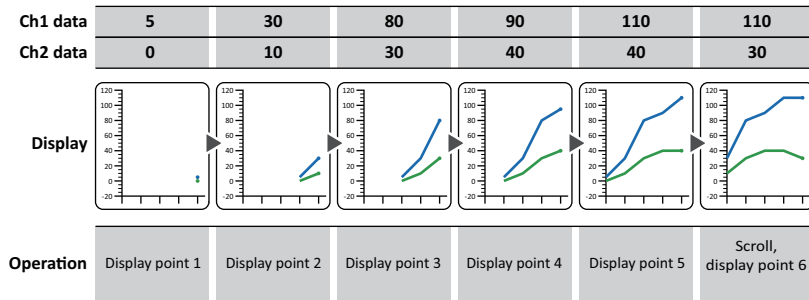 Ch1 data 5 30 80 90 110 110
Ch2 data 0 10 30 40 40 30
Display
120 120 120 120 120 120
100 100 100 100 100 100
80 80 80 80 80 80
60 60 60 60 60 60
40 40 40 40 40 40
20 20 20 20 20 20
0 0 0 0 0 0
-20 -20 -20 -20 -20 -20
Operation Display point 1 Display point 2 Display point 3 Display point 4 Display point 5 Scroll,
display point 6